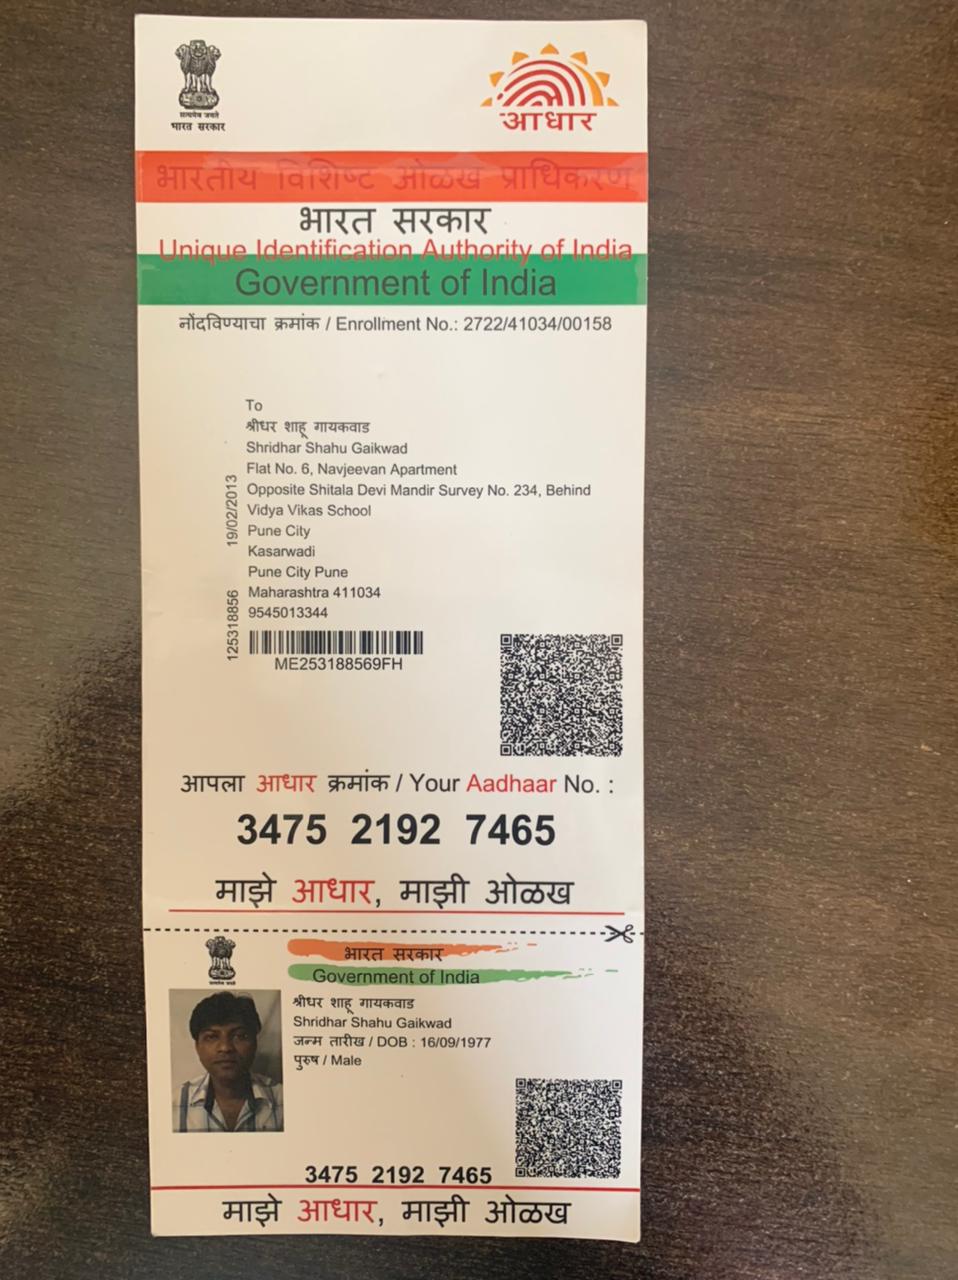 सत्यमेव जयते
भारत सरकार
आधार
भारतीय विशिष्ट ओळख प्राधिकरण
भारत सरकार
Unique Identification Authority of India
Government of India
नोंदविण्याचा क्रमांक / Enrollment No.: 2722/41034/00158
To
श्रीधर शाहू गायकवाड
Shridhar Shahu Gaikwad
Flat No. 6, Navjeevan Apartment
Opposite Shitala Devi Mandir Survey No. 234, Behind
Vidya Vikas School
Pune City
Kasarwadi
Pune City Pune
Maharashtra 411034
9545013344
19/02/2013
125318856
ME253188569FH
आपला आधार क्रमांक / Your Aadhaar No. :
3475 2192 7465
माझे आधार, माझी ओळख
भारत सरकार
Government of India
श्रीधर शाहू गायकवाड
Shridhar Shahu Gaikwad
जन्म तारीख / DOB : 16/09/1977
पुरुष / Male
3475 2192 7465
माझे आधार, माझी ओळख